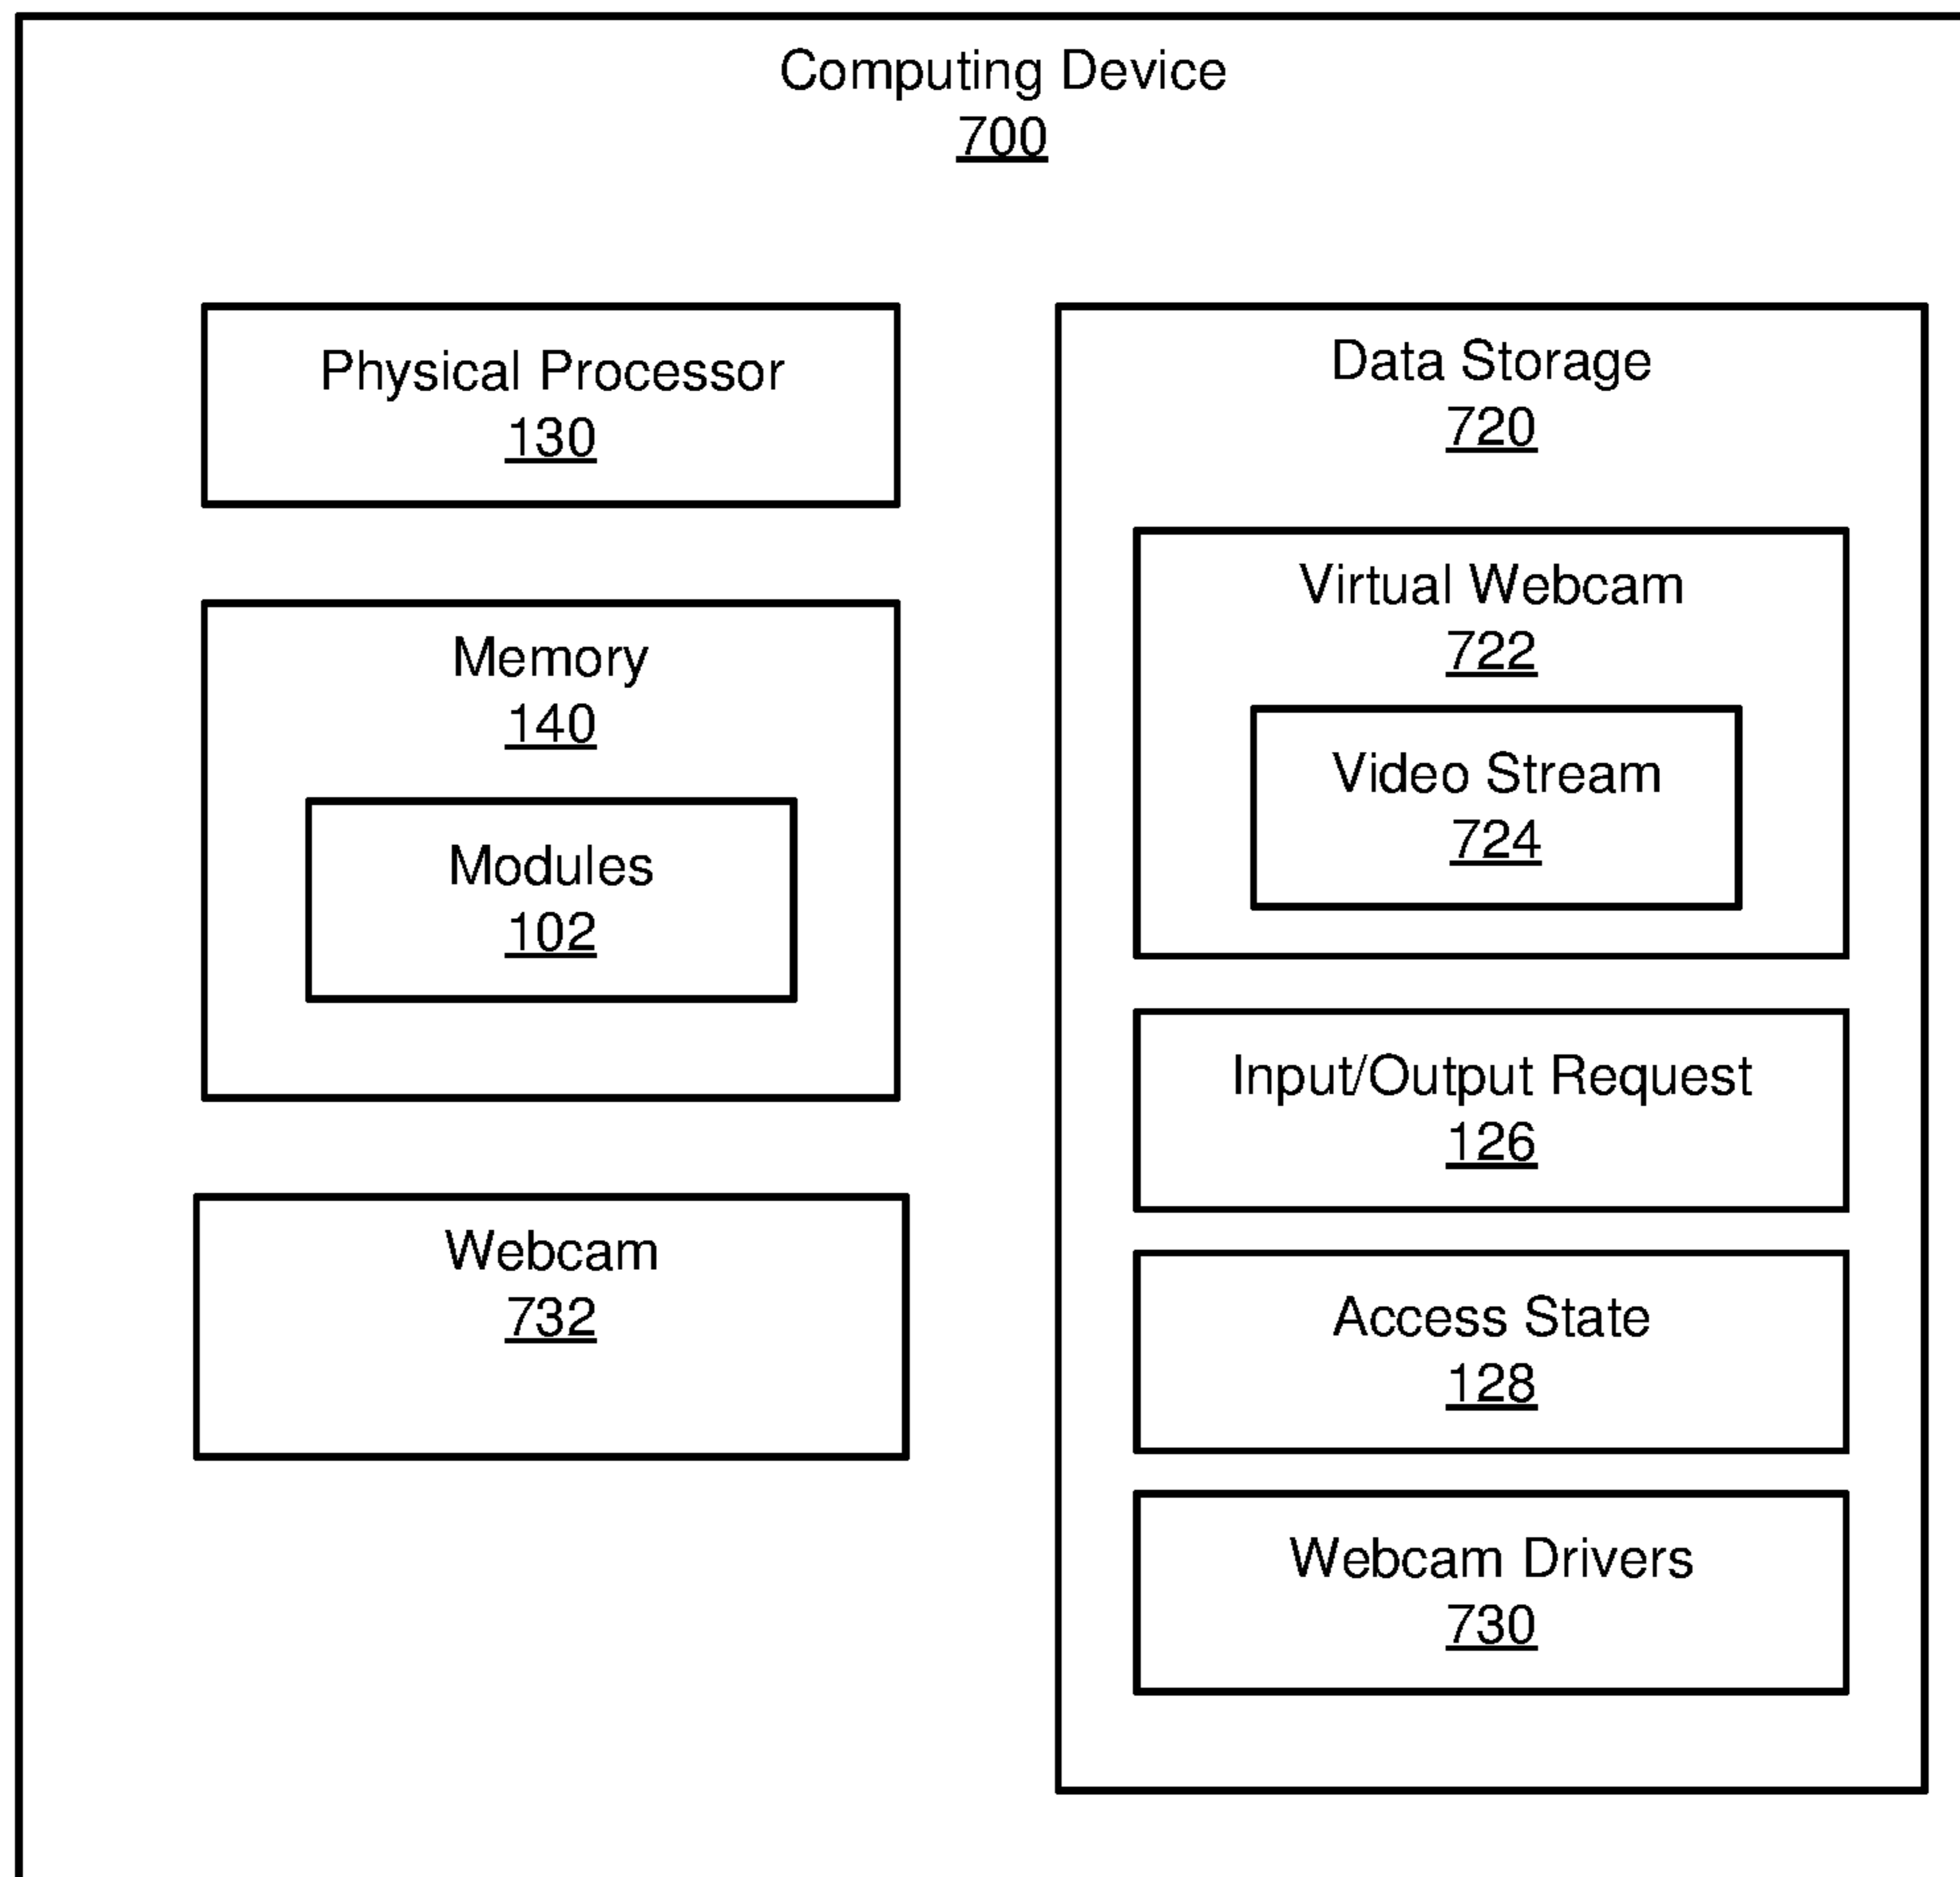 Computing Device
700
Physical Processor
130
Memory
140
Modules
102
Webcam
732
Data Storage
720
Virtual Webcam
722
Video Stream
724
Input/Output Request
126
Access State
128
Webcam Drivers
730